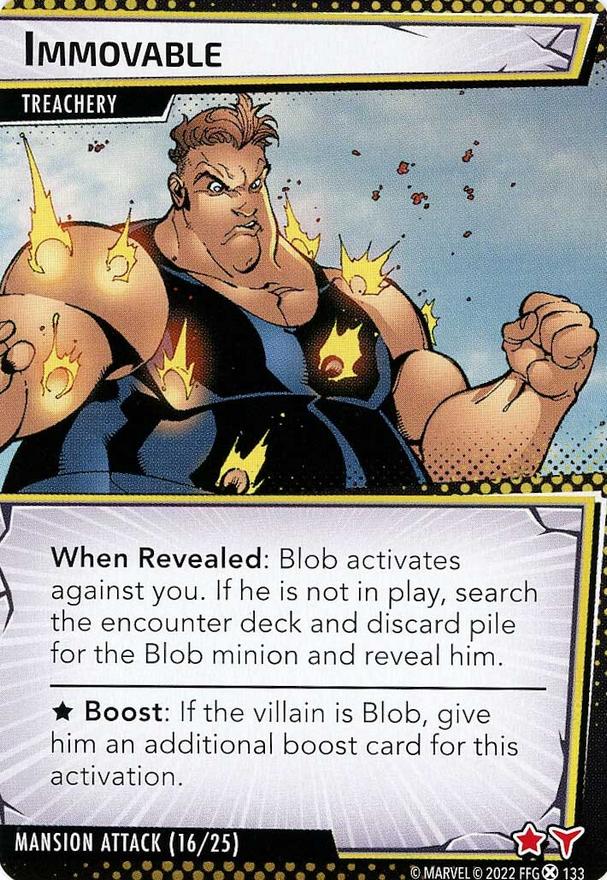 IMMOVABLE
TREACHERY
When Revealed: Blob activates
against you. If he is not in play, search
the encounter deck and discard pile
for the Blob minion and reveal him.
★ Boost: If the villain is Blob, give
him an additional boost card for this
activation.
MANSION ATTACK (16/25)
© MARVEL © 2022 FFG 133